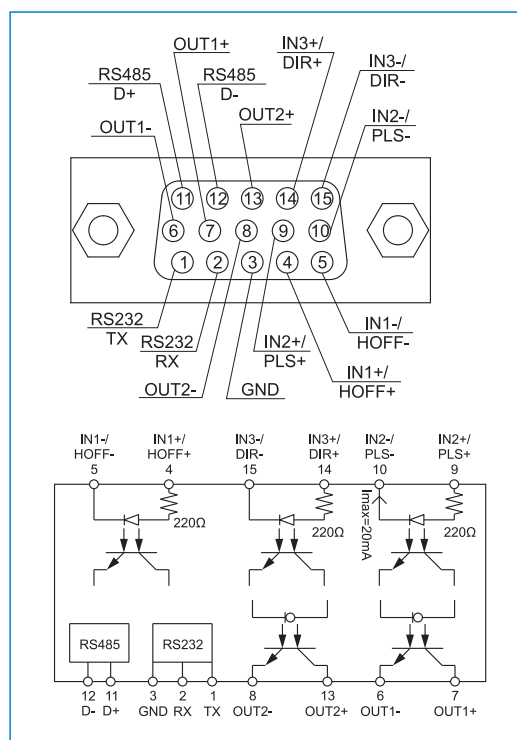 OUT1+
IN3+/
DIR+
RS485
D+
RS485
D-
IN3-/
DIR-
OUT1-
OUT2+
IN2-/
PLS-
11 12 13 14 15
6 7 8 9 10
1 2 3 4 5
RS232
TX
RS232
RX
IN2+/
PLS+
IN1-/
HOFF-
OUT2-
GND
IN1+/
HOFF+
IN1-/
HOFF-
5
IN1+/
HOFF+
4
IN3-/
DIR-
15
IN3+/
DIR+
14
IN2-/
PLS-
10
IN2+/
PLS+
9
220Ω
220Ω
Imax=20mA
220Ω
RS485
RS232
12 11 3 2 1 8 13 6 7
D- D+ GND RX TX OUT2- OUT2+ OUT1- OUT1+